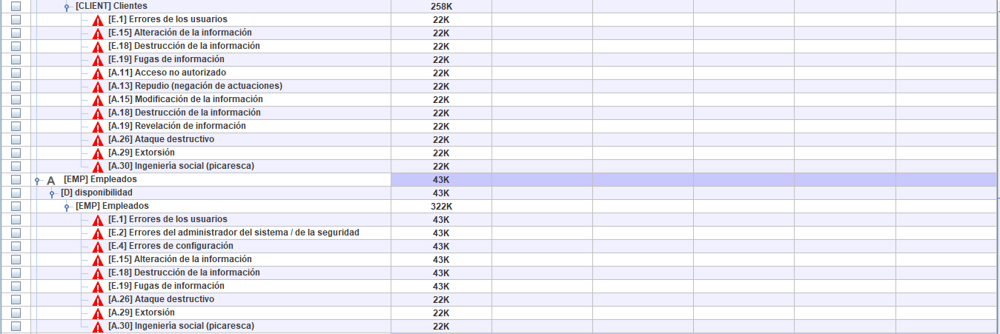 [CLIENT] Clientes 258K
[E.1] Errores de los usuarios 22K
[E.15] Alteración de la información 22K
[E.18] Destrucción de la información 22K
[E.19] Fugas de información 22K
[A.11] Acceso no autorizado 22K
[A.13] Repudio (negación de actuaciones) 22K
[A.15] Modificación de la información 22K
[A.18] Destrucción de la información 22K
[A.19] Revelación de información 22K
[A.26] Ataque destructivo 22K
[A.29] Extorsión 22K
[A.30] Ingeniería social (picaresca) 22K
A [EMP] Empleados 43K
[D] disponibilidad 43K
[EMP] Empleados 322K
[E.1] Errores de los usuarios 43K
[E.2] Errores del administrador del sistema / de la seguridad 43K
[E.4] Errores de configuración 43K
[E.15] Alteración de la información 43K
[E.18] Destrucción de la información 43K
[E.19] Fugas de información 43K
[A.26] Ataque destructivo 22K
[A.29] Extorsión 22K
[A.30] Ingeniería social (picaresca) 22K